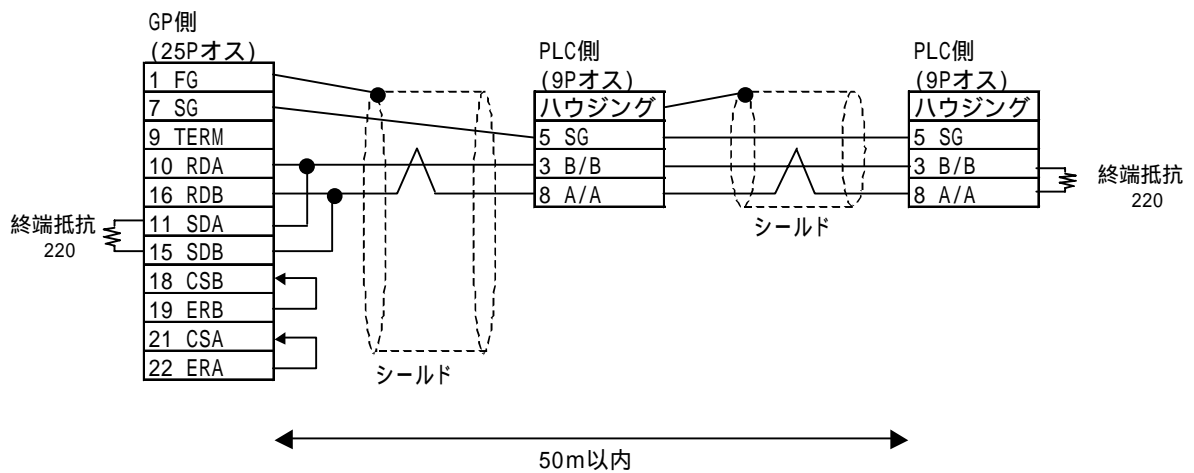 GP側
(25Pオス)
1 FG
7 SG
9 TERM
10 RDA
16 RDB
11 SDA
15 SDB
18 CSB
19 ERB
21 CSA
22 ERA
終端抵抗
220
シールド
PLC側
(9Pオス)
ハウジング
5 SG
3 B/B
8 A/A
シールド
PLC側
(9Pオス)
ハウジング
5 SG
3 B/B
8 A/A
終端抵抗
220
50m以内